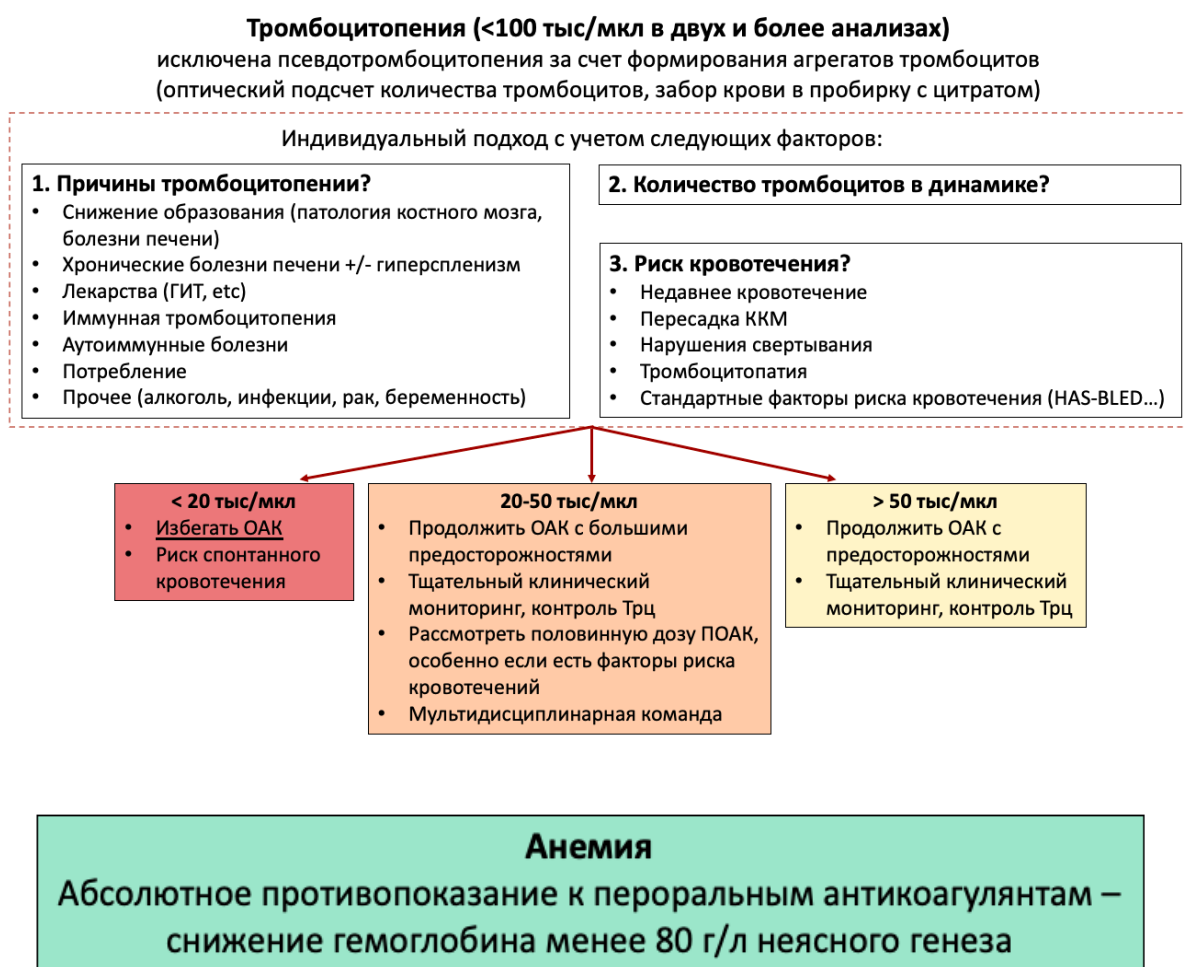 Тромбоцитопения (<100 тыс/мкл в двух и более анализах)
исключена псевдотромбоцитопения за счет формирования агрегатов тромбоцитов
(оптический подсчет количества тромбоцитов, забор крови в пробирку с цитратом)
Индивидуальный подход с учетом следующих факторов:
1. Причины тромбоцитопении?
• Снижение образования (патология костного мозга,
болезни печени)
• Хронические болезни печени +/- гиперспленизм
• Лекарства (ГИТ, etc)
• Иммунная тромбоцитопения
• Аутоиммунные болезни
• Потребление
• Прочее (алкоголь, инфекции, рак, беременность)
2. Количество тромбоцитов в динамике?
3. Риск кровотечения?
• Недавнее кровотечение
• Пересадка ККМ
• Нарушения свертывания
• Тромбоцитопатия
• Стандартные факторы риска кровотечения (HAS-BLED...)
< 20 тыс/мкл
• Избегать ОАК
• Риск спонтанного
кровотечения
20-50 тыс/мкл
• Продолжить ОАК с большими
предосторожностями
• Тщательный клинический
мониторинг, контроль Трц
• Рассмотреть половинную дозу ПОАК,
особенно если есть факторы риска
кровотечений
• Мультидисциплинарная команда
> 50 тыс/мкл
• Продолжить ОАК с
предосторожностями
• Тщательный клинический
мониторинг, контроль Трц
Анемия
Абсолютное противопоказание к пероральным антикоагулянтам –
снижение гемоглобина менее 80 г/л неясного генеза